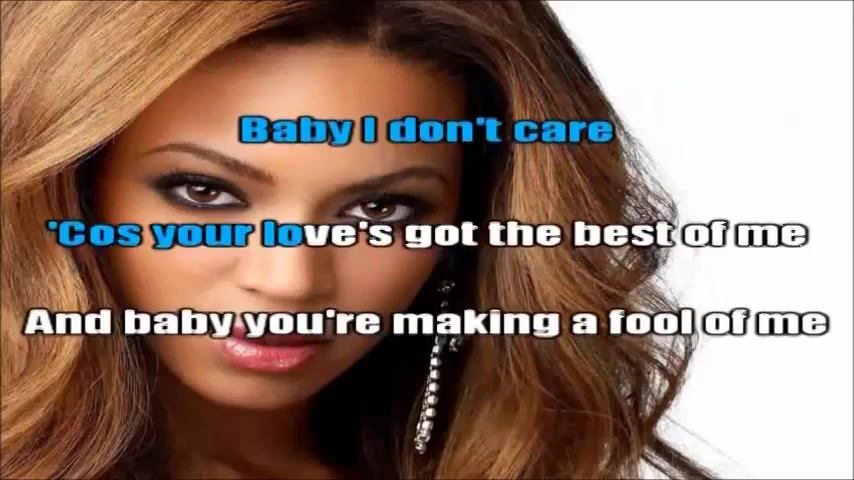 Baby I don't care
'Cos your love's got the best of me
And baby you're making a fool of me